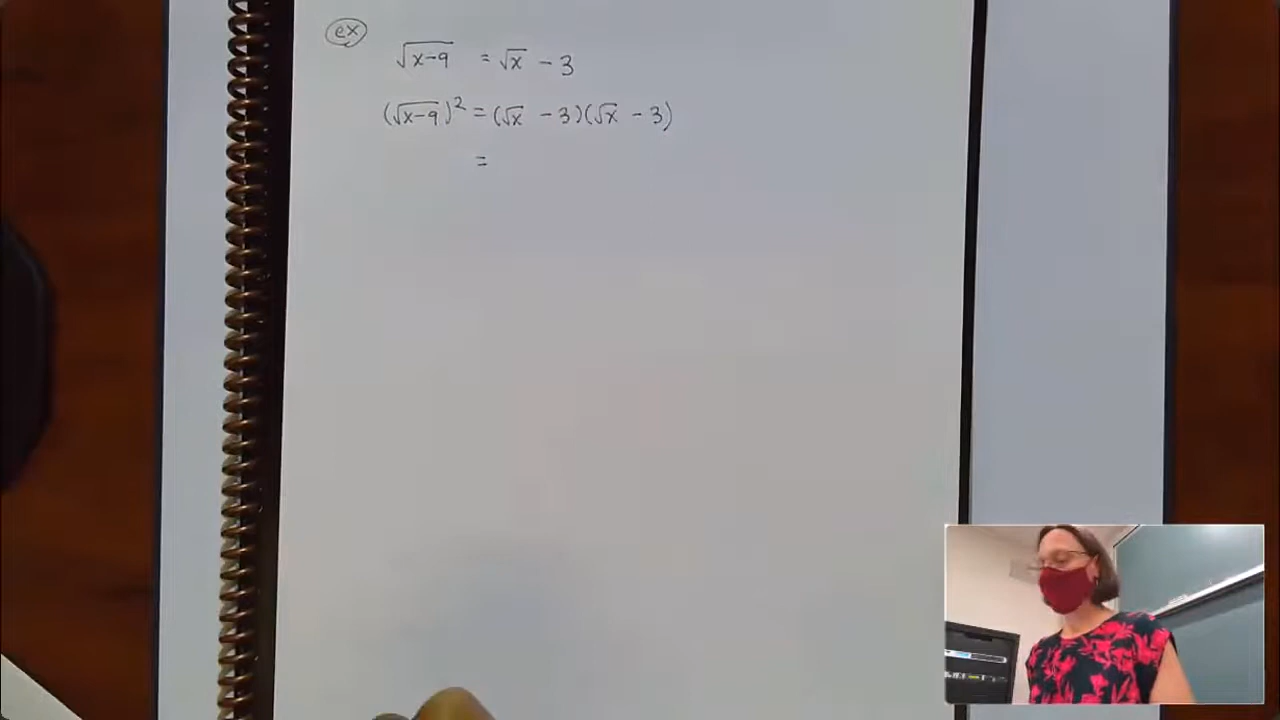 ex
√x-9 = √x - 3
(√x-9)² = (√x - 3)(√x - 3)
=